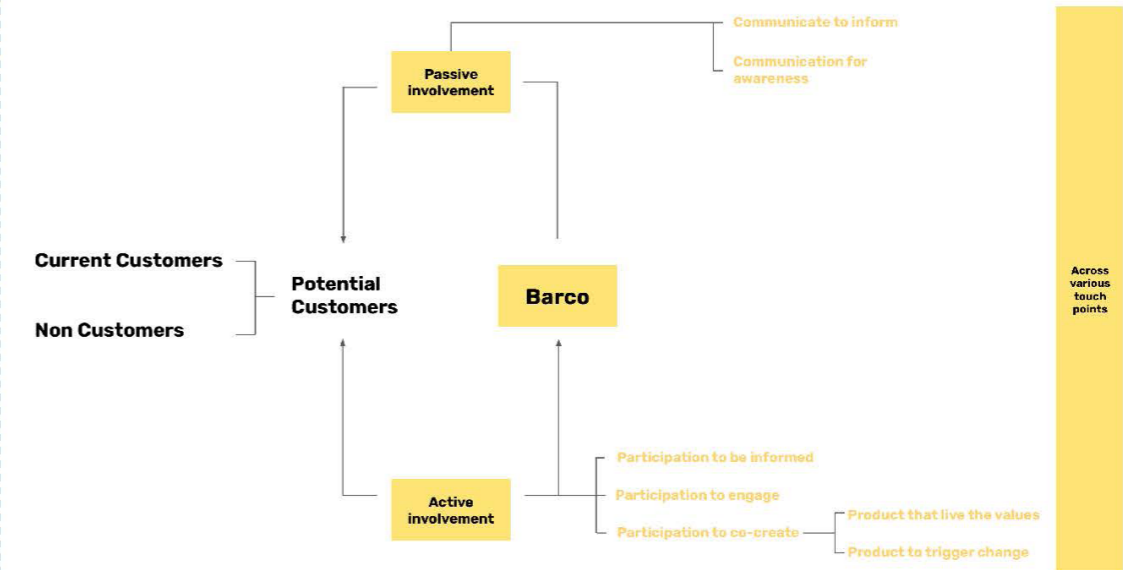 Communicate to inform
Communication for
awareness
Passive
involvement
Current Customers
Non Customers
Potential
Customers
Barco
Across
various
touch
points
Active
involvement
Participation to be informed
Participation to engage
Participation to co-create
Product that live the values
Product to trigger change